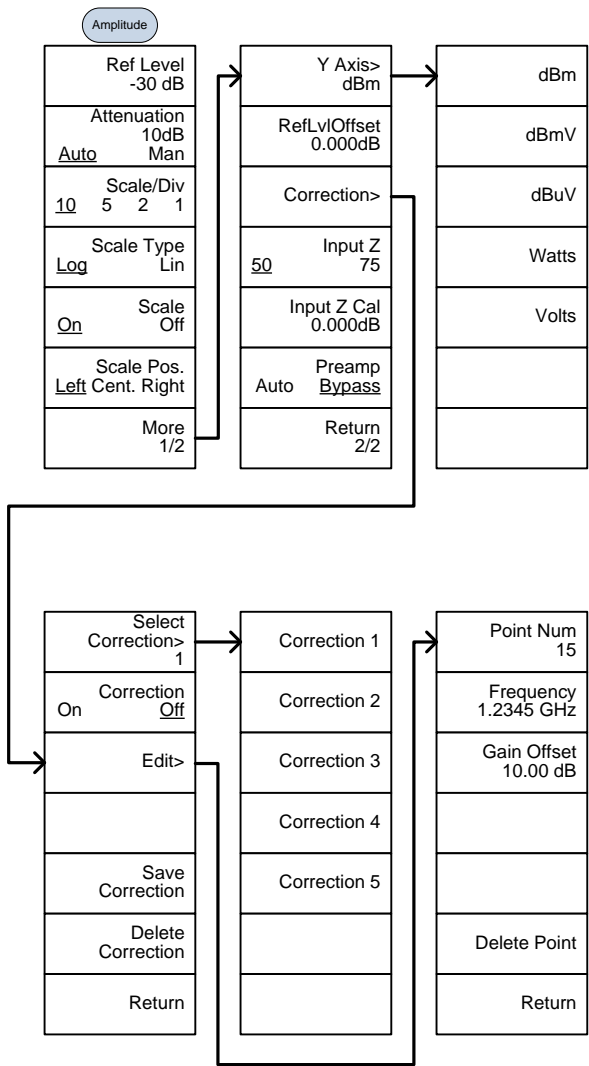 Amplitude
Ref Level
-30 dB
Attenuation
10dB
Auto Man
Scale/Div
10 5 2 1
Scale Type
Log Lin
Scale
On Off
Scale Pos.
Left Cent. Right
More
1/2
Y Axis>
dBm
RefLvlOffset
0.000dB
Correction>
Input Z
50 75
Input Z Cal
0.000dB
Preamp
Auto Bypass
Return
2/2
dBm
dBmV
dBuV
Watts
Volts
Select
Correction>
1
Correction
On Off
Edit>
Save
Correction
Delete
Correction
Return
Correction 1
Correction 2
Correction 3
Correction 4
Correction 5
Point Num
15
Frequency
1.2345 GHz
Gain Offset
10.00 dB
Delete Point
Return